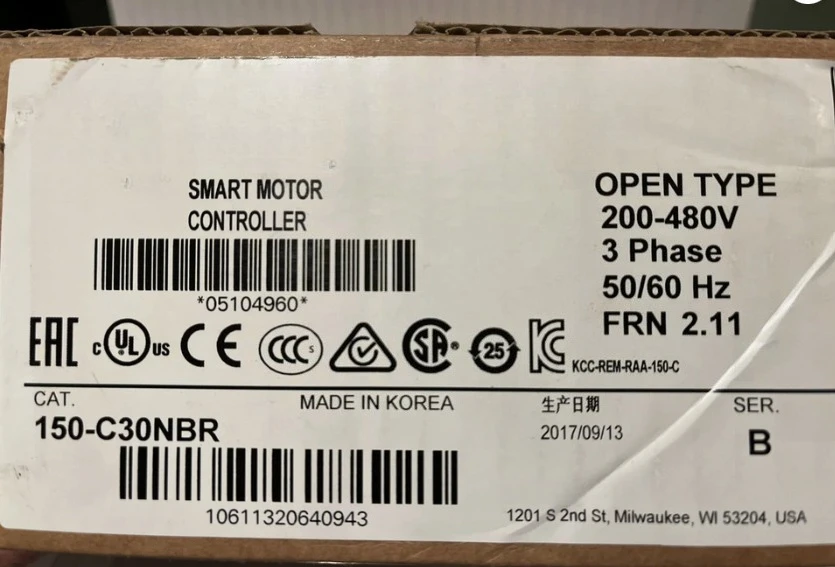 SMART MOTOR
CONTROLLER
*05104960*
OPEN TYPE
200-480V
3 Phase
50/60 Hz
FRN 2.11
EAC c UL US CE CCC S SA® 25 KC KCC-REM-RAA-150-C
CAT.
150-C30NBR
MADE IN KOREA
生产日期
2017/09/13
SER.
B
10611320640943
1201 S 2nd St, Milwaukee, WI 53204, USA